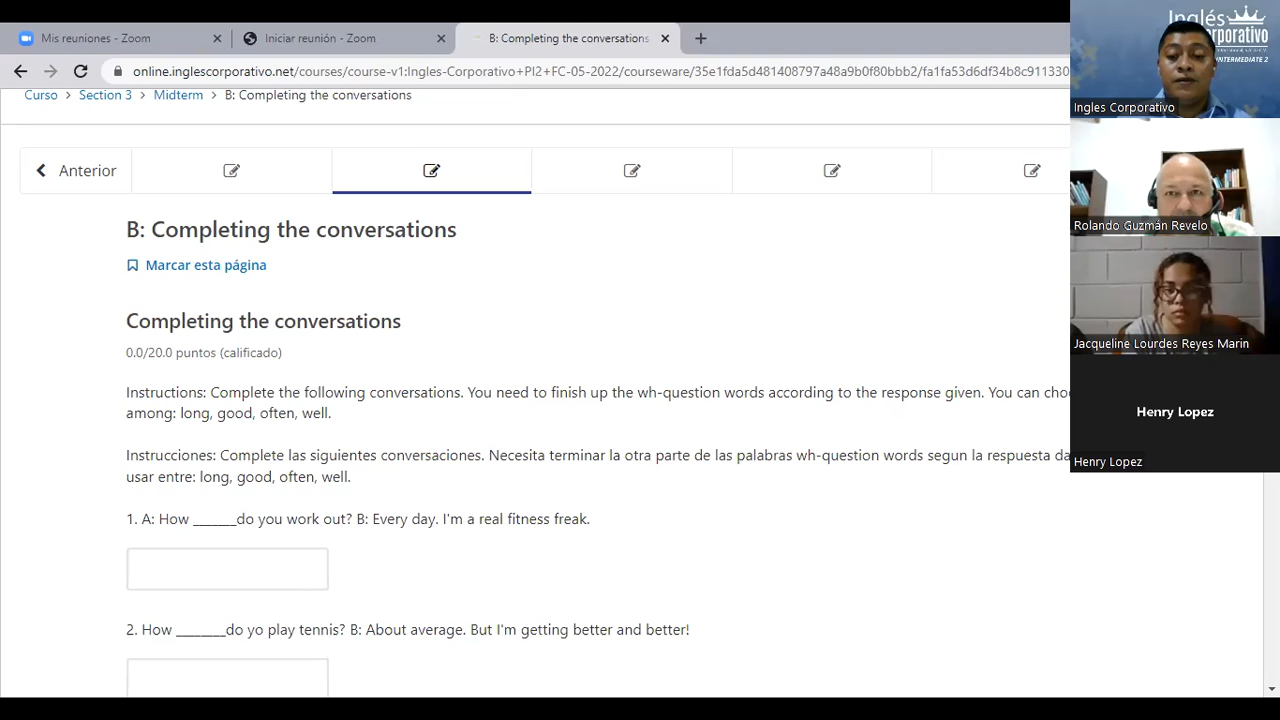 Mis reuniones - Zoom
Iniciar reunión - Zoom
B: Completing the conversations
online.inglescorporativo.net/courses/course-v1:Ingles-Corporativo+PI2+FC-05-2022/courseware/35e1fda5d481408797a48a9b0f80bbb2/fa1fa53d6df34b8c911330
Curso > Section 3 > Midterm > B: Completing the conversations
Anterior
B: Completing the conversations
Marcar esta página
Completing the conversations
0.0/20.0 puntos (calificado)
Instructions: Complete the following conversations. You need to finish up the wh-question words according to the response given. You can cho
among: long, good, often, well.
Instrucciones: Complete las siguientes conversaciones. Necesita terminar la otra parte de las palabras wh-question words segun la respuesta da
usar entre: long, good, often, well.
1. A: How ______do you work out? B: Every day. I'm a real fitness freak.
2. How _______do yo play tennis? B: About average. But I'm getting better and better!
Inglés
Corporativo
INTERMEDIATE 2
Ingles Corporativo
Rolando Guzmán Revelo
Jacqueline Lourdes Reyes Marin
Henry Lopez
Henry Lopez